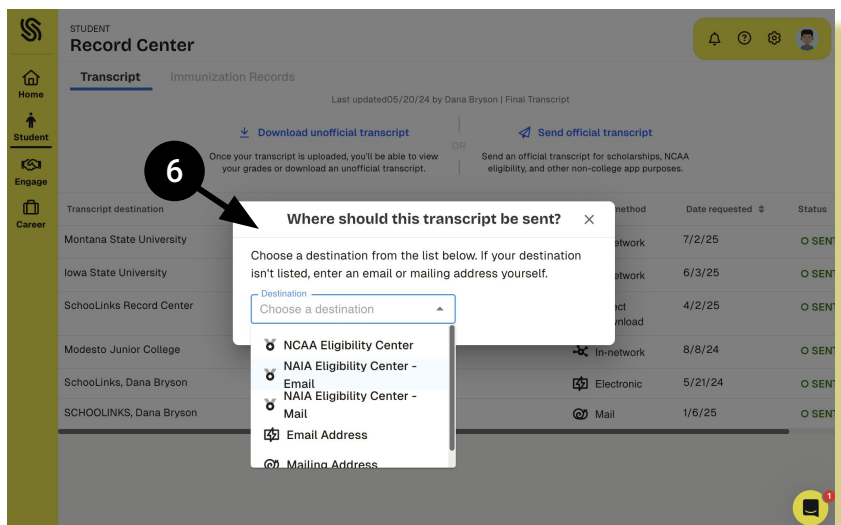 STUDENT
Record Center
Home
Student
Engage
Career
Transcript
Immunization Records
Last updated05/20/24 by Dana Bryson | Final Transcript
Download unofficial transcript
OR
Send official transcript
Once your transcript is uploaded, you'll be able to view
your grades or download an unofficial transcript.
Send an official transcript for scholarships, NCAA
eligibility, and other non-college app purposes.
6
Transcript destination
Date requested
Status
Montana State University
7/2/25
SENT
Iowa State University
6/3/25
SENT
SchooLinks Record Center
4/2/25
SENT
Modesto Junior College
In-network
8/8/24
SENT
SchooLinks, Dana Bryson
Electronic
5/21/24
SENT
SCHOOLINKS, Dana Bryson
Mail
1/6/25
SENT
Where should this transcript be sent?
Choose a destination from the list below. If your destination
isn't listed, enter an email or mailing address yourself.
Destination
Choose a destination
NCAA Eligibility Center
NAIA Eligibility Center -
Email
NAIA Eligibility Center -
Mail
Email Address
Mailing Address
1